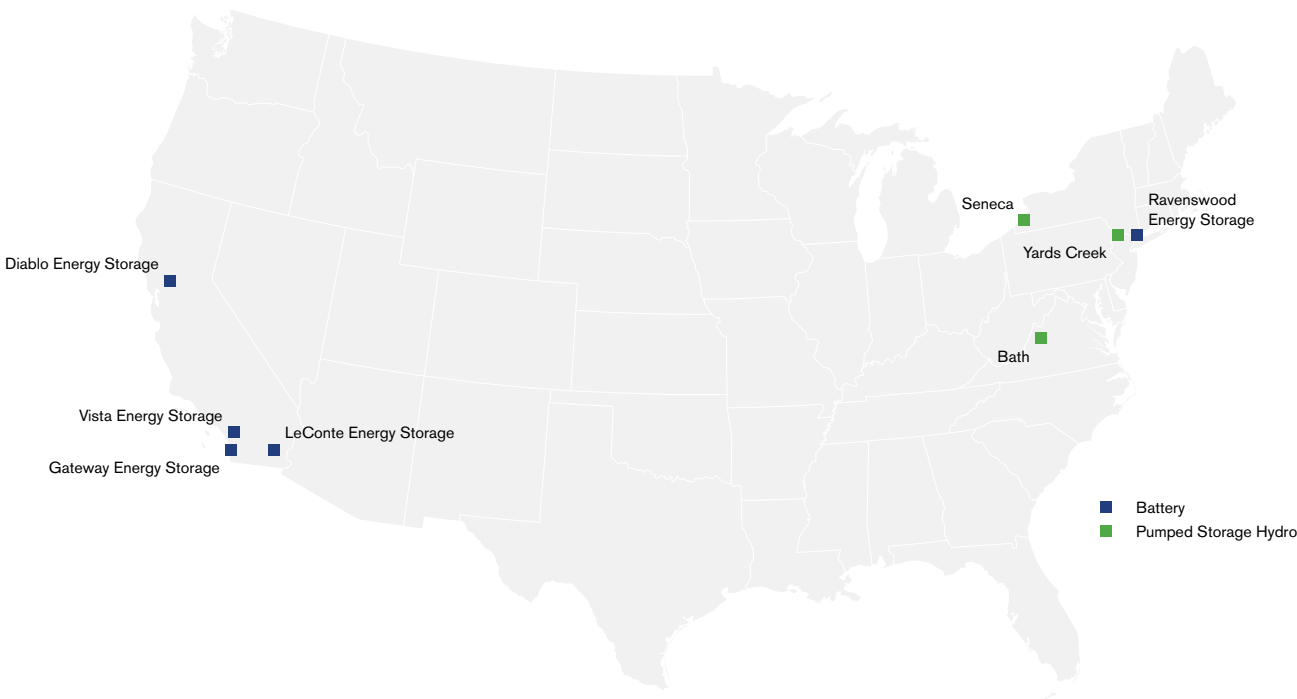 Seneca
Ravenswood
Energy Storage
Yards Creek
Diablo Energy Storage
Bath
Vista Energy Storage
LeConte Energy Storage
Gateway Energy Storage
Battery
Pumped Storage Hydro